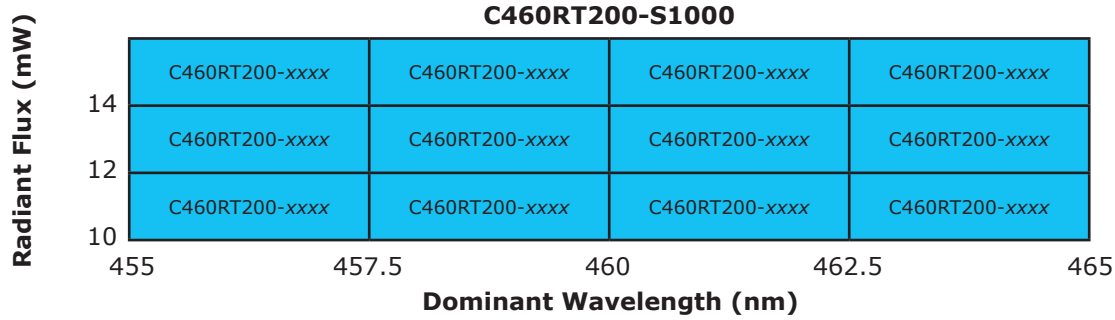 C460RT200-S1000
Radiant Flux (mW)
C460RT200-xxxx C460RT200-xxxx C460RT200-xxxx C460RT200-xxxx
14
C460RT200-xxxx C460RT200-xxxx C460RT200-xxxx C460RT200-xxxx
12
C460RT200-xxxx C460RT200-xxxx C460RT200-xxxx C460RT200-xxxx
10
455 457.5 460 462.5 465
Dominant Wavelength (nm)